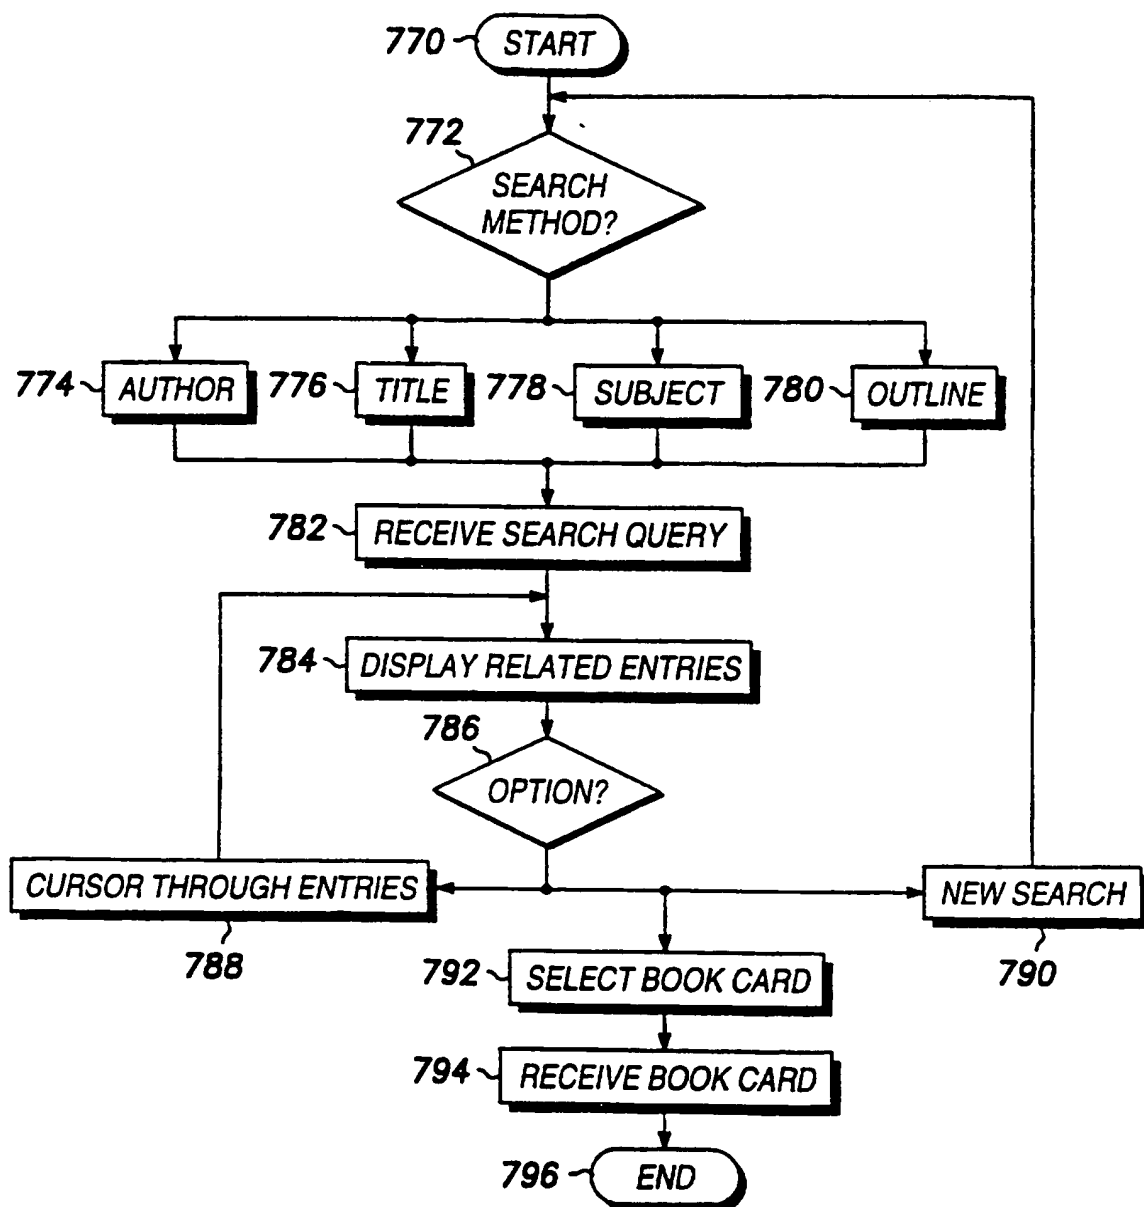 770 START
772
SEARCH
METHOD?
774 AUTHOR 776 TITLE 778 SUBJECT 780 OUTLINE
782 RECEIVE SEARCH QUERY
784 DISPLAY RELATED ENTRIES
786
OPTION?
CURSOR THROUGH ENTRIES NEW SEARCH
788 790
792 SELECT BOOK CARD
794 RECEIVE BOOK CARD
796 END